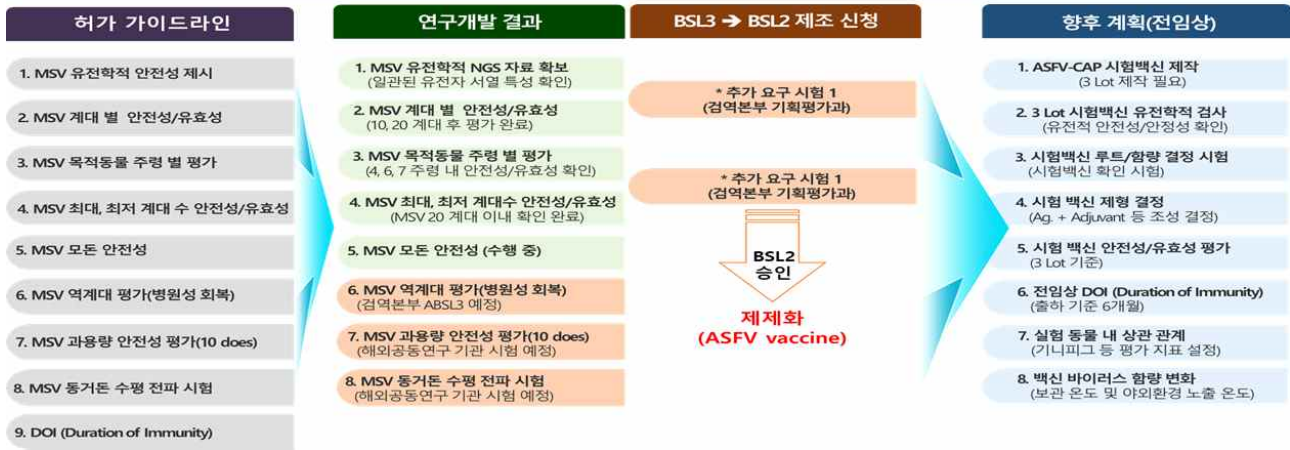 허가 가이드라인
1. MSV 유전학적 안전성 제시
2. MSV 계대 별 안전성/유효성
3. MSV 목적동물 주령 별 평가
4. MSV 최대, 최저 계대 수 안전성/유효성
5. MSV 모돈 안전성
6. MSV 역계대 평가(병원성 회복)
7. MSV 과용량 안전성 평가(10 does)
8. MSV 동거돈 수평 전파 시험
9. DOI (Duration of Immunity)
연구개발 결과
1. MSV 유전학적 NGS 자료 확보
(일관된 유전자 서열 특성 확인)
2. MSV 계대 별 안전성/유효성
(10, 20 계대 후 평가 완료)
3. MSV 목적동물 주령 별 평가
(4, 6, 7 주령 내 안전성/유효성 확인)
4. MSV 최대, 최저 계대수 안전성/유효성
(MSV 20 계대 이내 확인 완료)
5. MSV 모돈 안전성 (수행 중)
6. MSV 역계대 평가(병원성 회복)
(검역본부 ABSL3 예정)
7. MSV 과용량 안전성 평가(10 does)
(해외공동연구 기관 시험 예정)
8. MSV 동거돈 수평 전파 시험
(해외공동연구 기관 시험 예정)
BSL3 → BSL2 제조 신청
* 추가 요구 시험 1
(검역본부 기획평가과)
* 추가 요구 시험 1
(검역본부 기획평가과)
BSL2
승인
제제화
(ASFV vaccine)
향후 계획(전임상)
1. ASFV-CAP 시험백신 제작
(3 Lot 제작 필요)
2. 3 Lot 시험백신 유전학적 검사
(유전적 안전성/안정성 확인)
3. 시험백신 루트/함량 결정 시험
(시험백신 확인 시험)
4. 시험 백신 제형 결정
(Ag. + Adjuvant 등 조성 결정)
5. 시험 백신 안전성/유효성 평가
(3 Lot 기준)
6. 전임상 DOI (Duration of Immunity)
(출하 기준 6개월)
7. 실험 동물 내 상관 관계
(기니피그 등 평가 지표 설정)
8. 백신 바이러스 함량 변화
(보관 온도 및 야외환경 노출 온도)